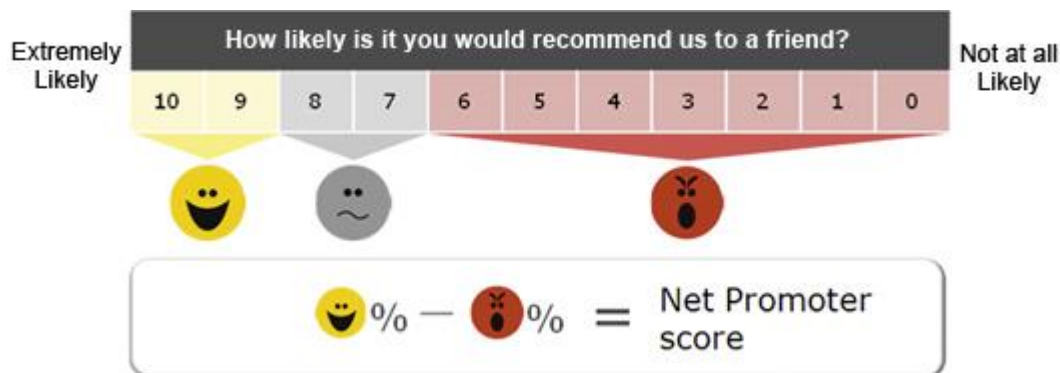 How likely is it you would recommend us to a friend?
Extremely
Likely
Not at all
Likely
10 9 8 7 6 5 4 3 2 1 0
% − % = Net Promoter
score